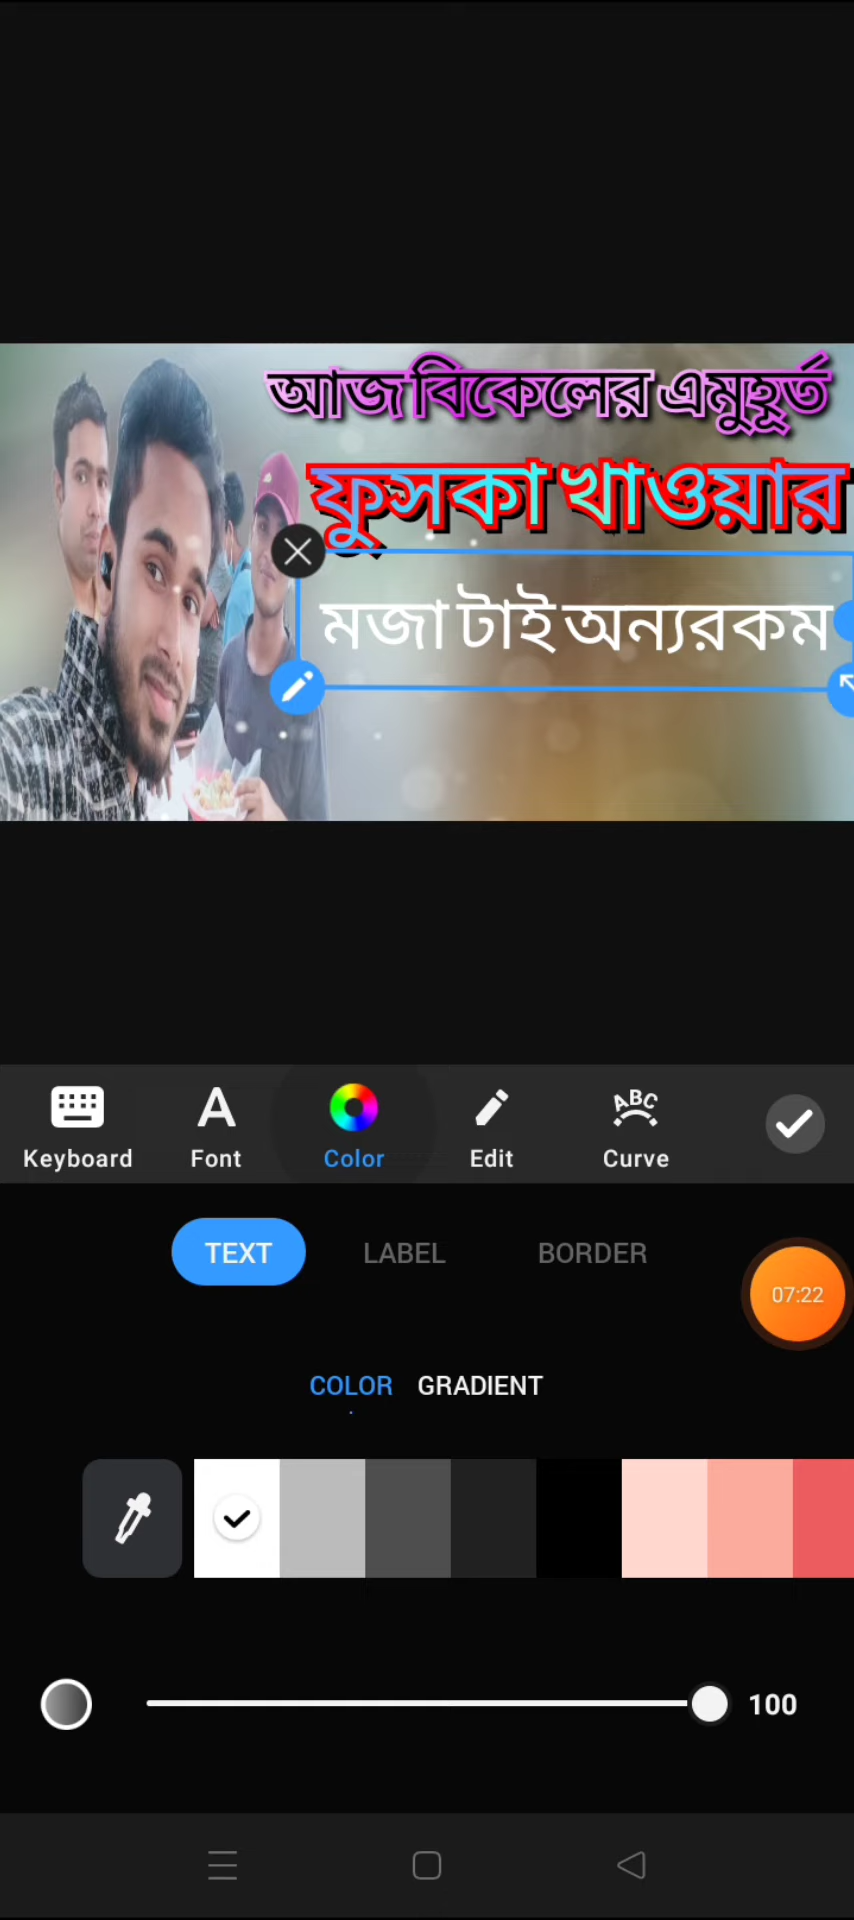 আজ বিকেলের এমুহূর্ত
ফুসকা খাওয়ার
মজা টাই অন্যরকম
Keyboard Font Color Edit Curve
TEXT LABEL BORDER
07:22
COLOR GRADIENT
100